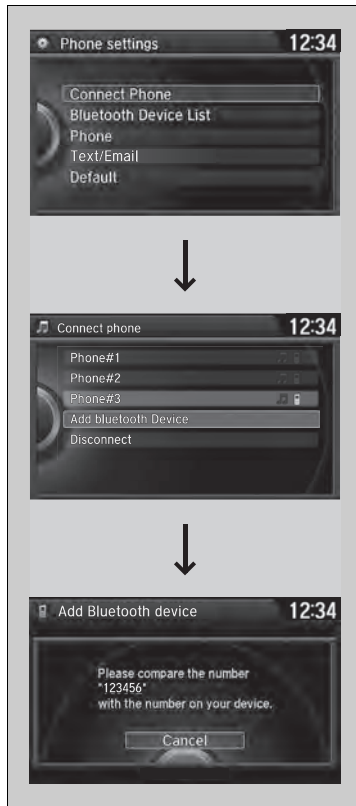 Phone settings 12:34
Connect Phone
Bluetooth Device List
Phone
Text/Email
Default
Connect phone 12:34
Phone#1
Phone#2
Phone#3
Add bluetooth Device
Disconnect
Add Bluetooth device 12:34
Please compare the number
"123456"
with the number on your device.
Cancel